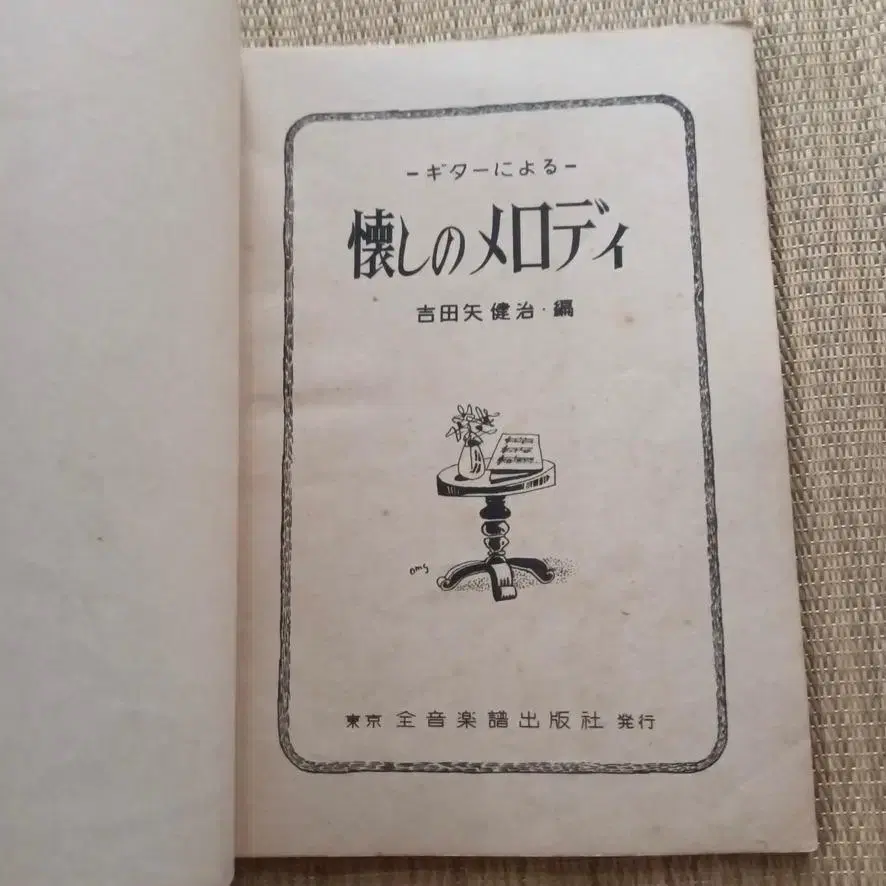 -ギターによる-
懐しのメロディ
吉田矢健治・編
oms
東京 全音楽譜出版社 発行